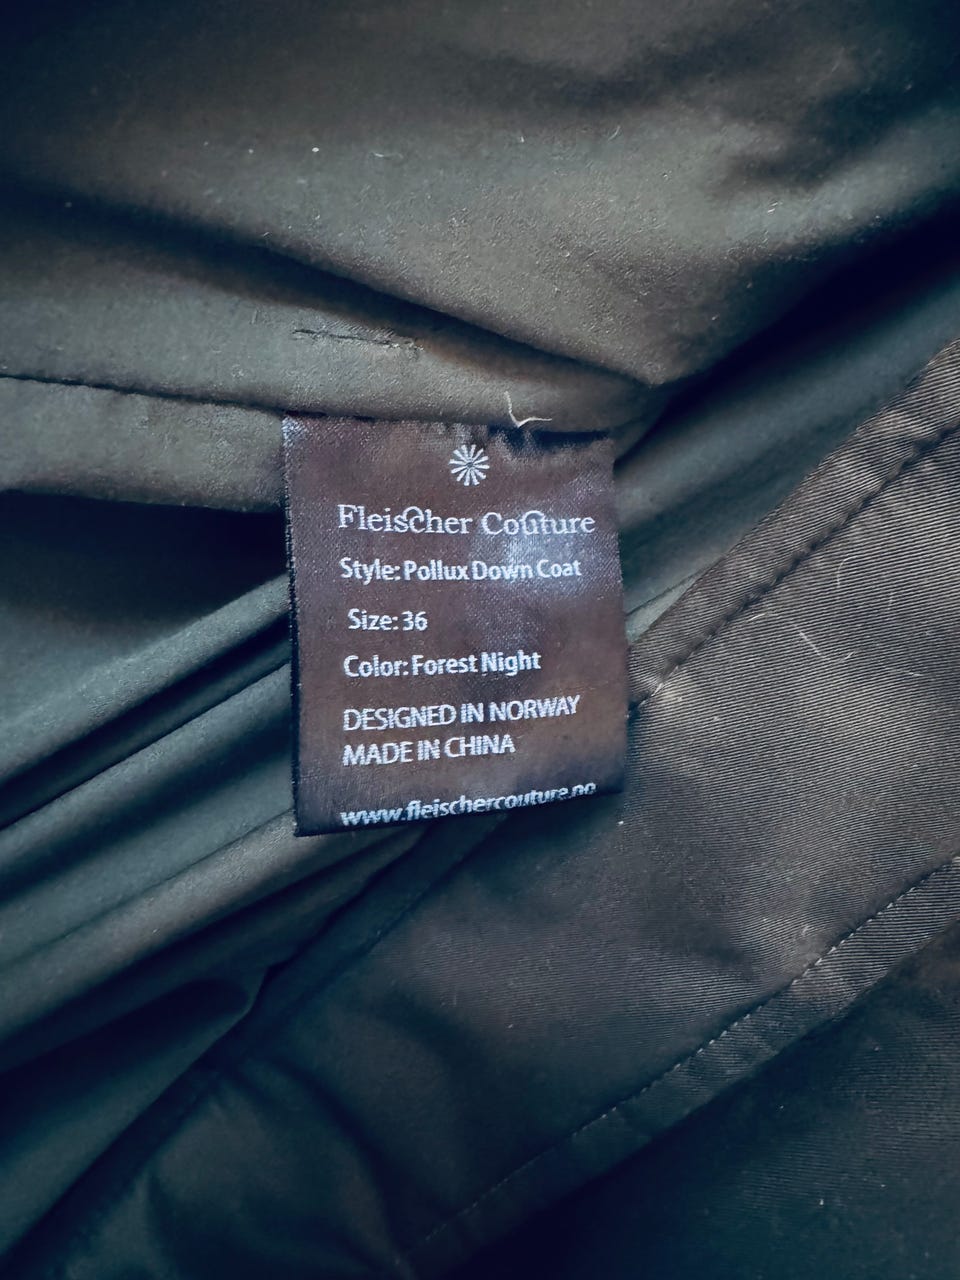 Fleischer Couture
Style: Pollux Down Coat
Size: 36
Color: Forest Night
DESIGNED IN NORWAY
MADE IN CHINA
www.fleischercouture.no